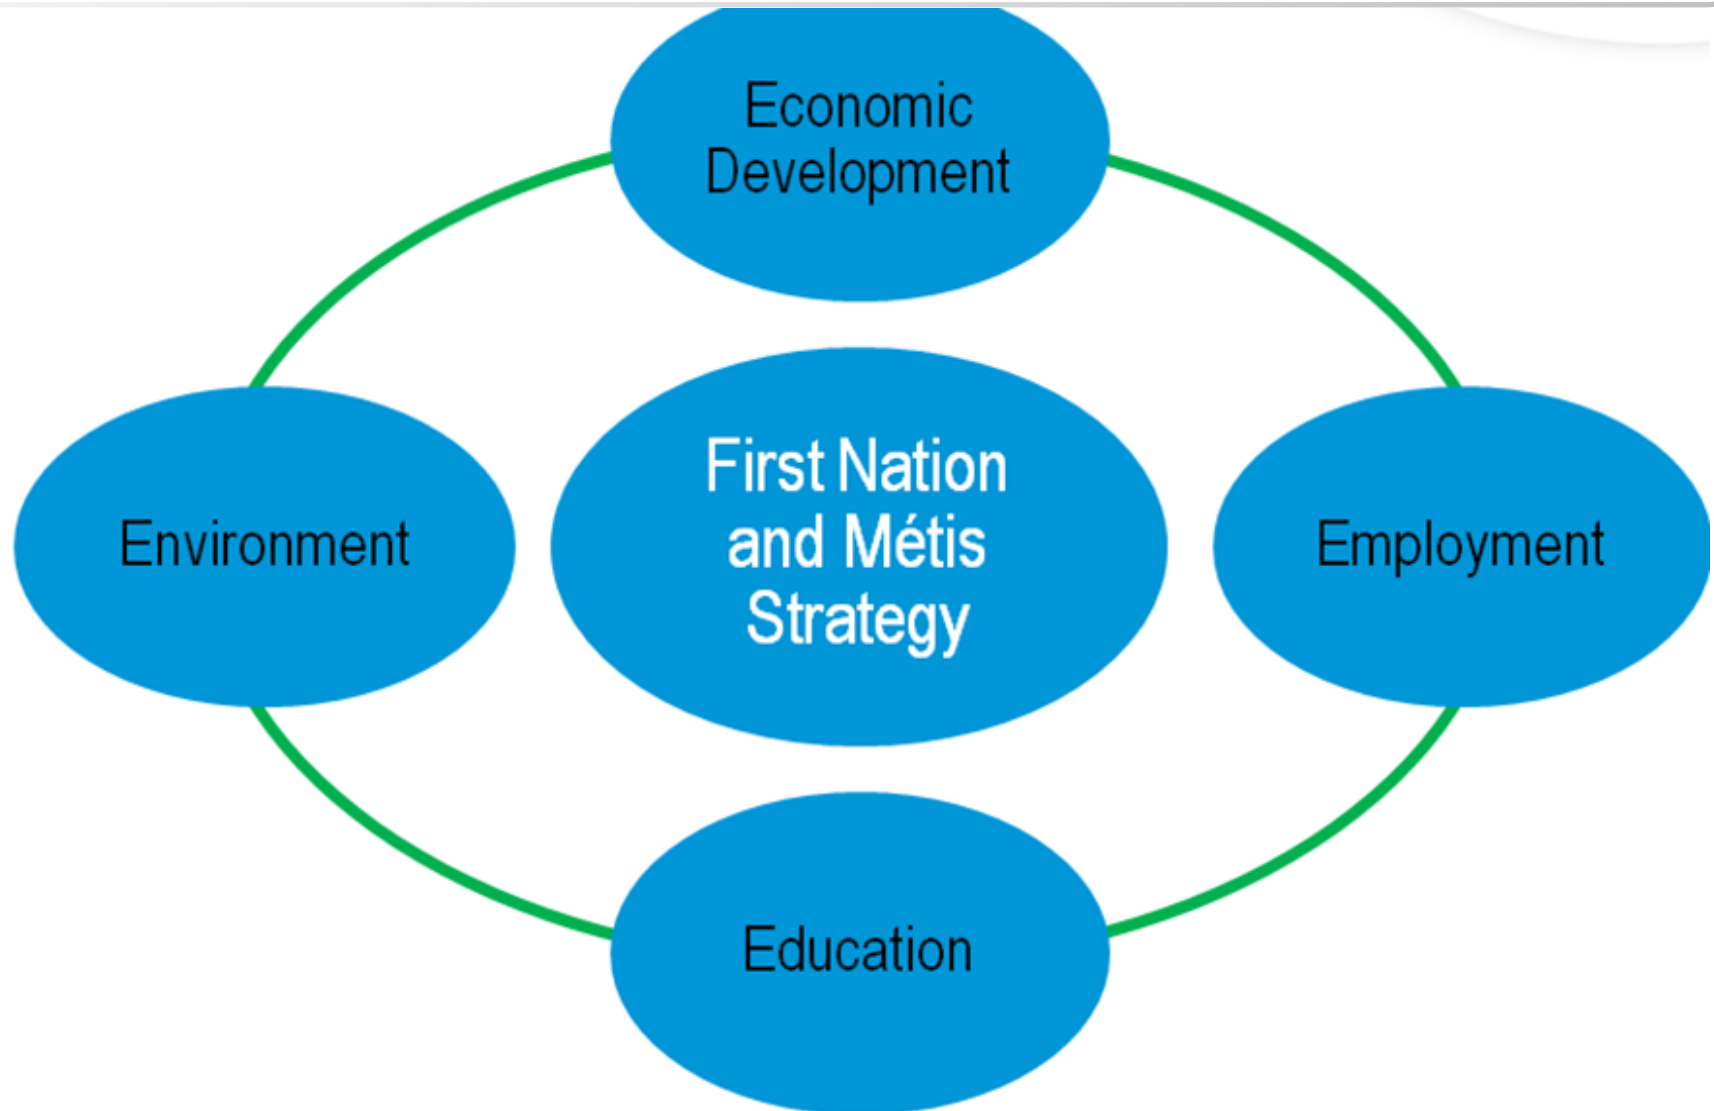 Economic
Development
Environment
First Nation
and Métis
Strategy
Employment
Education